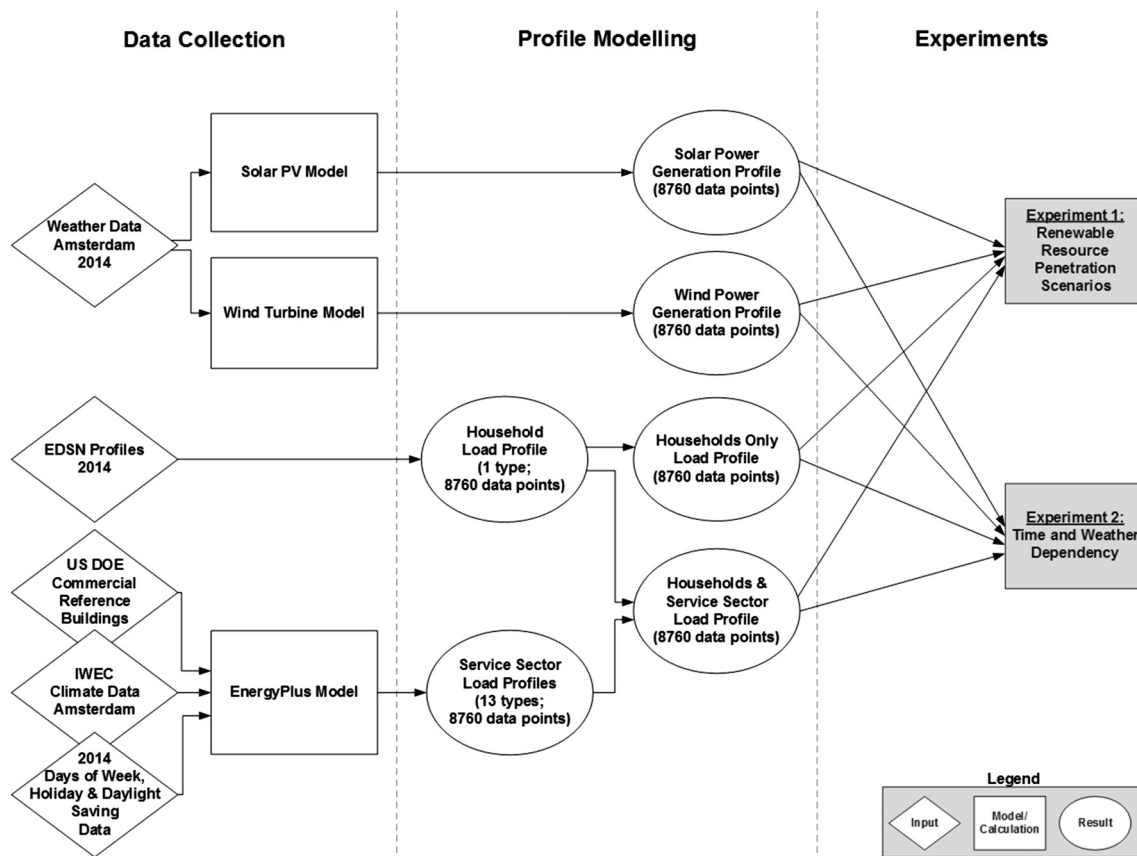 Data Collection
Profile Modelling
Experiments
Solar PV Model
Solar Power
Generation Profile
(8760 data points)
Weather Data
Amsterdam
2014
Experiment 1:
Renewable
Resource
Penetration
Scenarios
Wind Turbine Model
Wind Power
Generation Profile
(8760 data points)
EDSN Profiles
2014
Household
Load Profile
(1 type;
8760 data points)
Households Only
Load Profile
(8760 data points)
Experiment 2:
Time and Weather
Dependency
US DOE
Commercial
Reference
Buildings
Households &
Service Sector
Load Profile
(8760 data points)
IWEC
Climate Data
Amsterdam
EnergyPlus Model
Service Sector
Load Profiles
(13 types;
8760 data points)
2014
Days of Week,
Holiday & Daylight
Saving
Data
Legend
Input
Model/
Calculation
Result